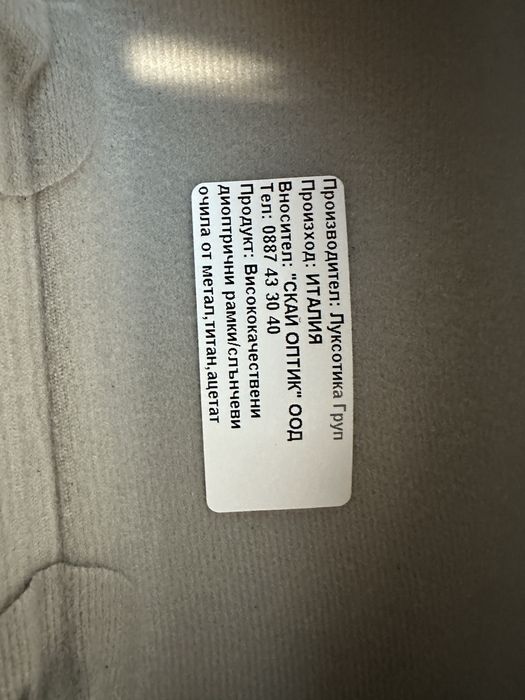 Производител: Луксотика Груп
Произход: ИТАЛИЯ
Вносител: "СКАЙ ОПТИК" ООД
Тел: 0887 43 30 40
Продукт: Висококачествени
диоптрични рамки/слънчеви
очила от метал,титан,ацетат